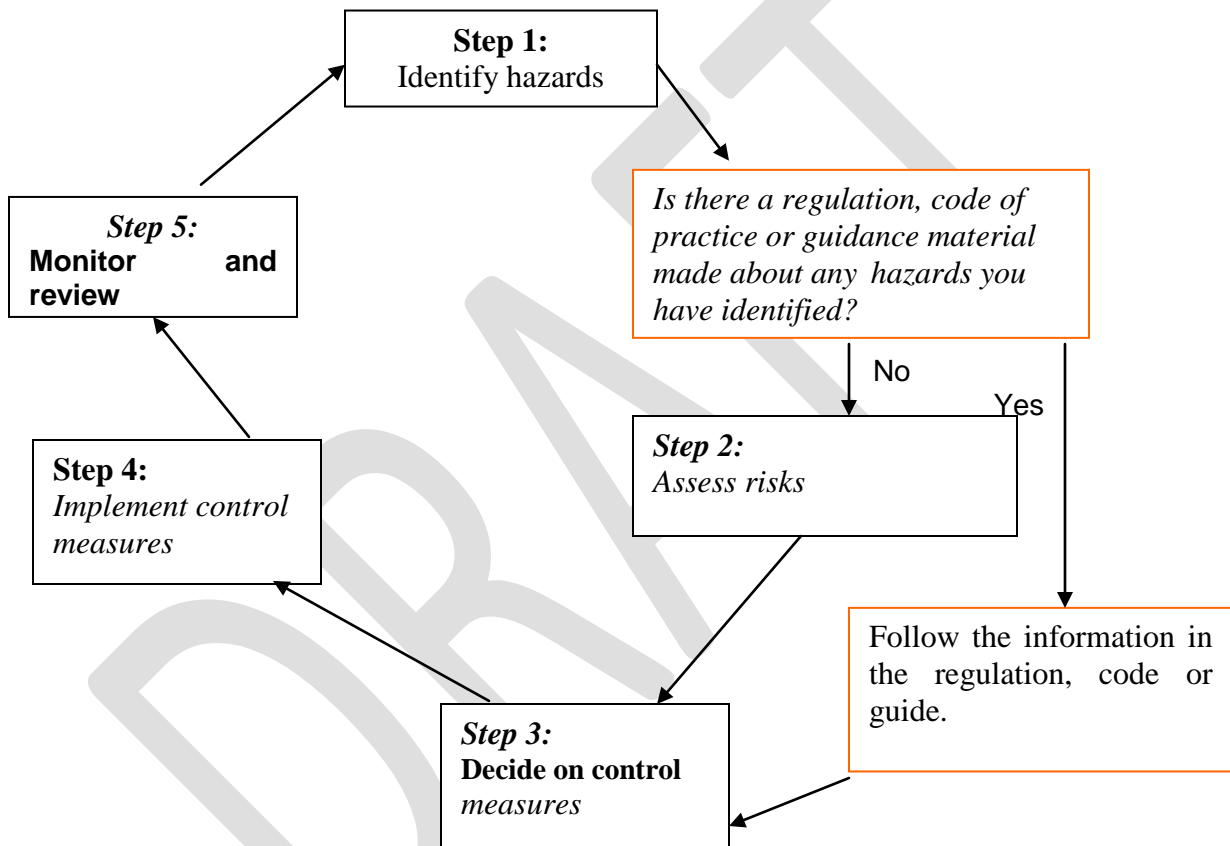 Step 1:
Identify hazards
Is there a regulation, code of
practice or guidance material
made about any hazards you
have identified?
Step 5:
Monitor and
review
No
Yes
Step 2:
Assess risks
Step 4:
Implement control
measures
Follow the information in
the regulation, code or
guide.
Step 3:
Decide on control
measures
DRAFT